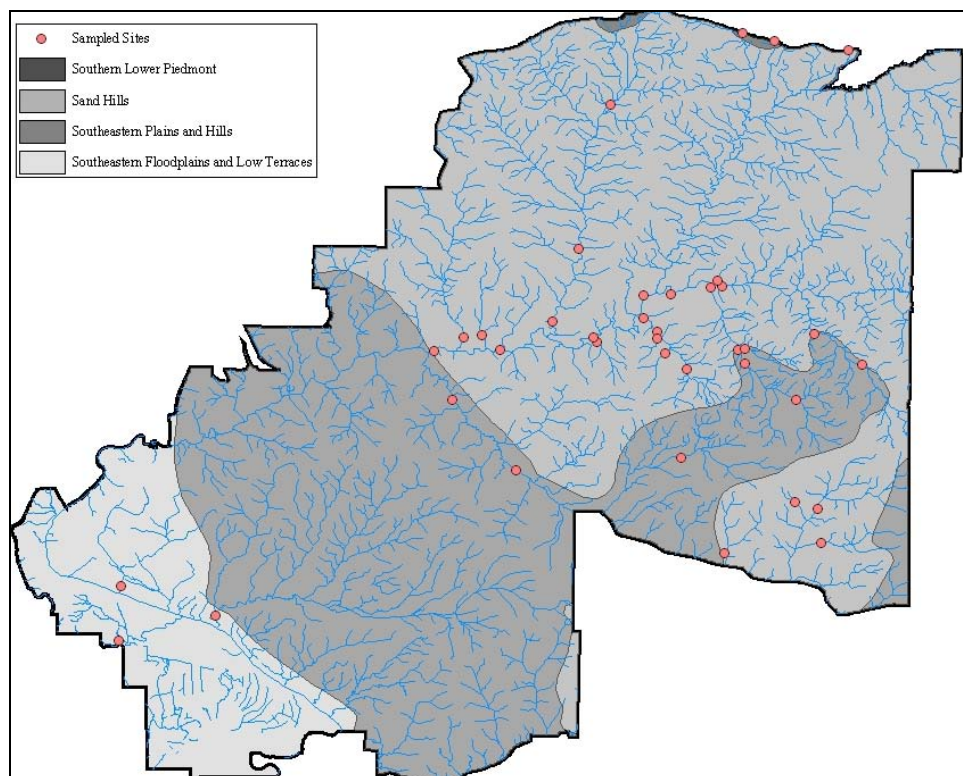 Sampled Sites
Southern Lower Piedmont
Sand Hills
Southeastern Plains and Hills
Southeastern Floodplains and Low Terraces